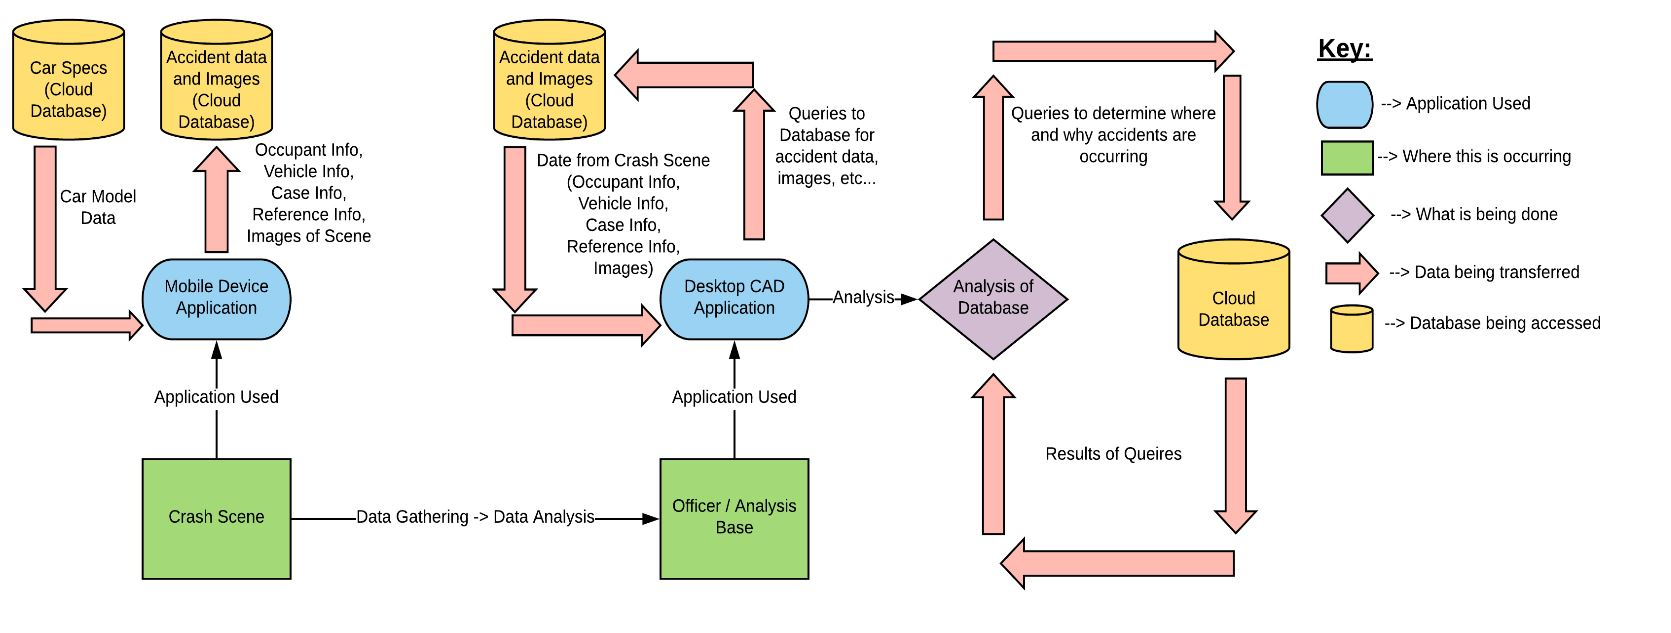 Car Specs
(Cloud
Database)
Accident data
and Images
(Cloud
Database)
Car Model
Data
Occupant Info,
Vehicle Info,
Case Info,
Reference Info,
Images of Scene
Mobile Device
Application
Application Used
Crash Scene
Data Gathering -> Data Analysis
Accident data
and Images
(Cloud
Database)
Date from Crash Scene
(Occupant Info,
Vehicle Info,
Case Info,
Reference Info,
Images)
Queries to
Database for
accident data,
images, etc...
Desktop CAD
Application
Application Used
Officer / Analysis
Base
Analysis
Analysis of
Database
Queries to determine where
and why accidents are
occurring
Cloud
Database
Results of Queires
Key:
--> Application Used
--> Where this is occurring
--> What is being done
--> Data being transferred
--> Database being accessed